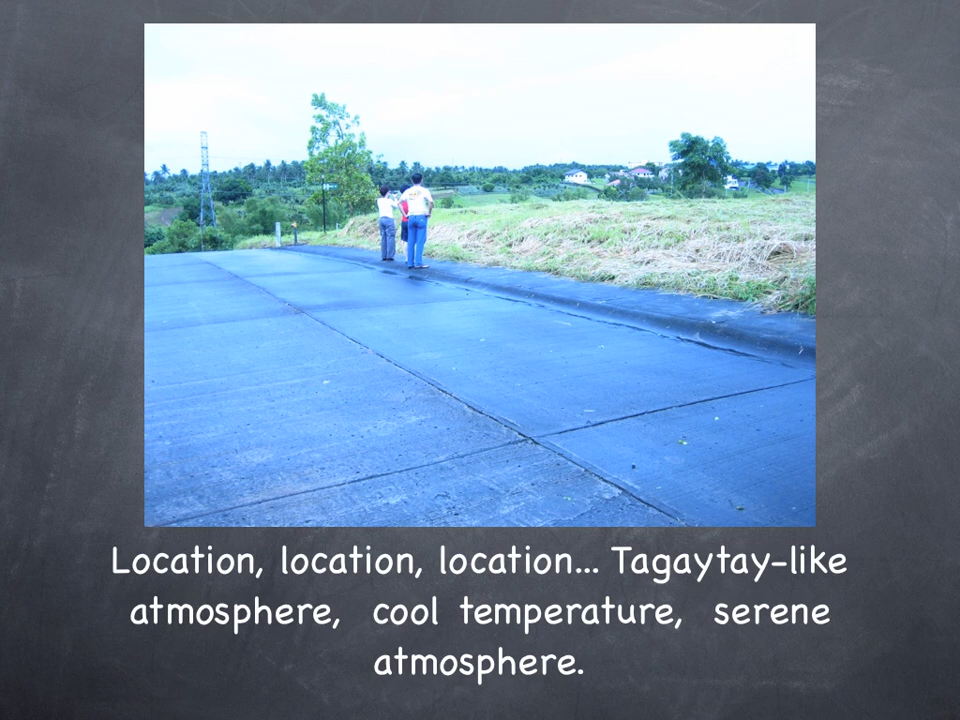 Location, location, location... Tagaytay-like
atmosphere, cool temperature, serene
atmosphere.